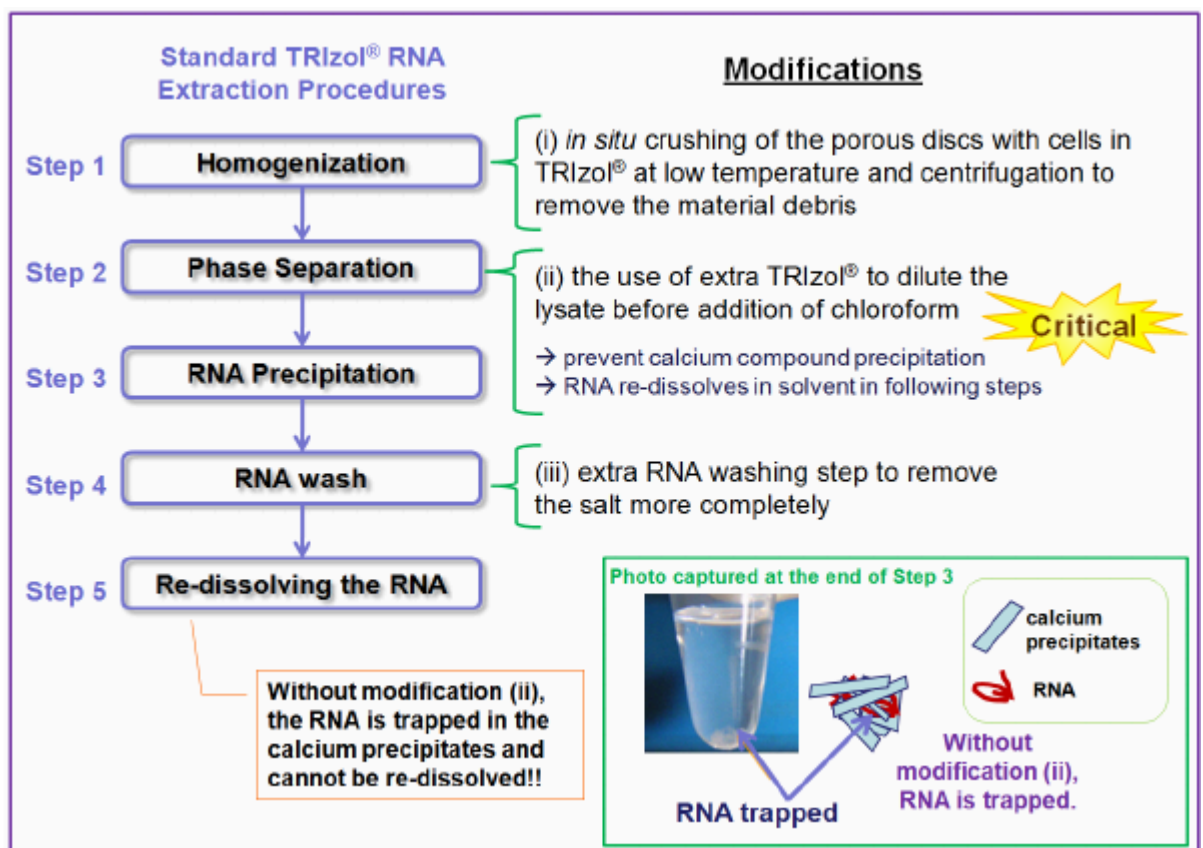 Standard TRIzol® RNA
Extraction Procedures
Modifications
Step 1
Homogenization
(i) in situ crushing of the porous discs with cells in
TRIzol® at low temperature and centrifugation to
remove the material debris
Step 2
Phase Separation
(ii) the use of extra TRIzol® to dilute the
lysate before addition of chloroform
Critical
→ prevent calcium compound precipitation
→ RNA re-dissolves in solvent in following steps
Step 3
RNA Precipitation
Step 4
RNA wash
(iii) extra RNA washing step to remove
the salt more completely
Step 5
Re-dissolving the RNA
Without modification (ii),
the RNA is trapped in the
calcium precipitates and
cannot be re-dissolved!!
Photo captured at the end of Step 3
calcium
precipitates
RNA
Without
modification (ii),
RNA is trapped.
RNA trapped